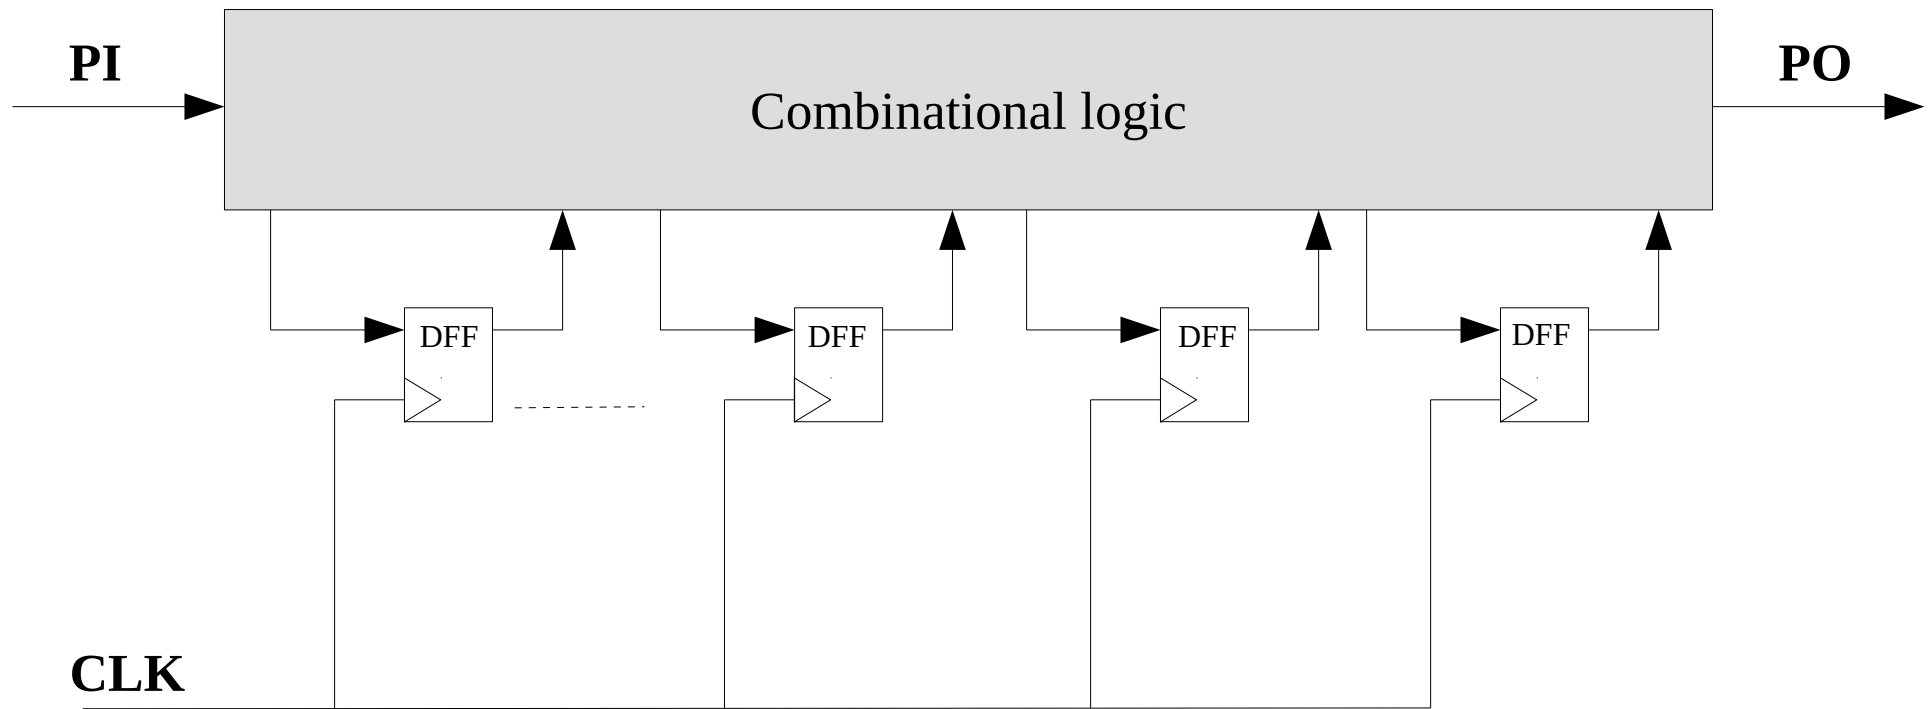 PI
PO
Combinational logic
DFF
DFF
DFF
DFF
CLK